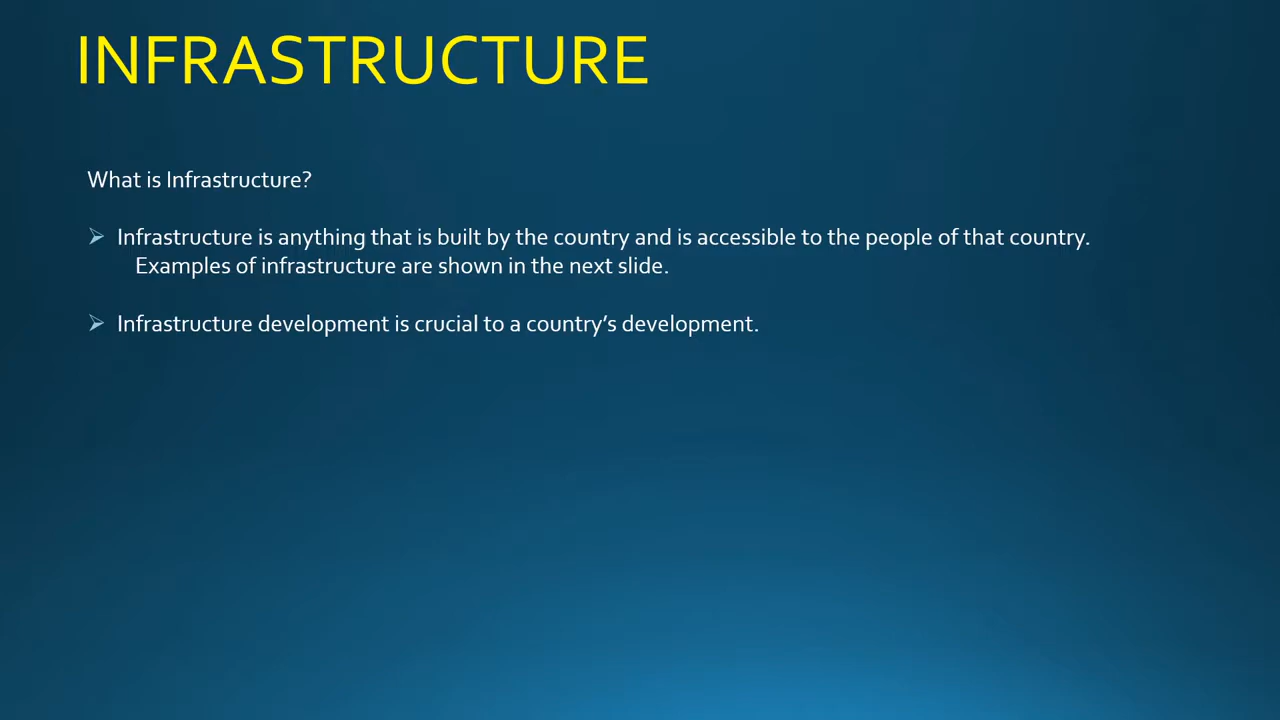 INFRASTRUCTURE
What is Infrastructure?
Infrastructure is anything that is built by the country and is accessible to the people of that country.
Examples of infrastructure are shown in the next slide.
Infrastructure development is crucial to a country’s development.